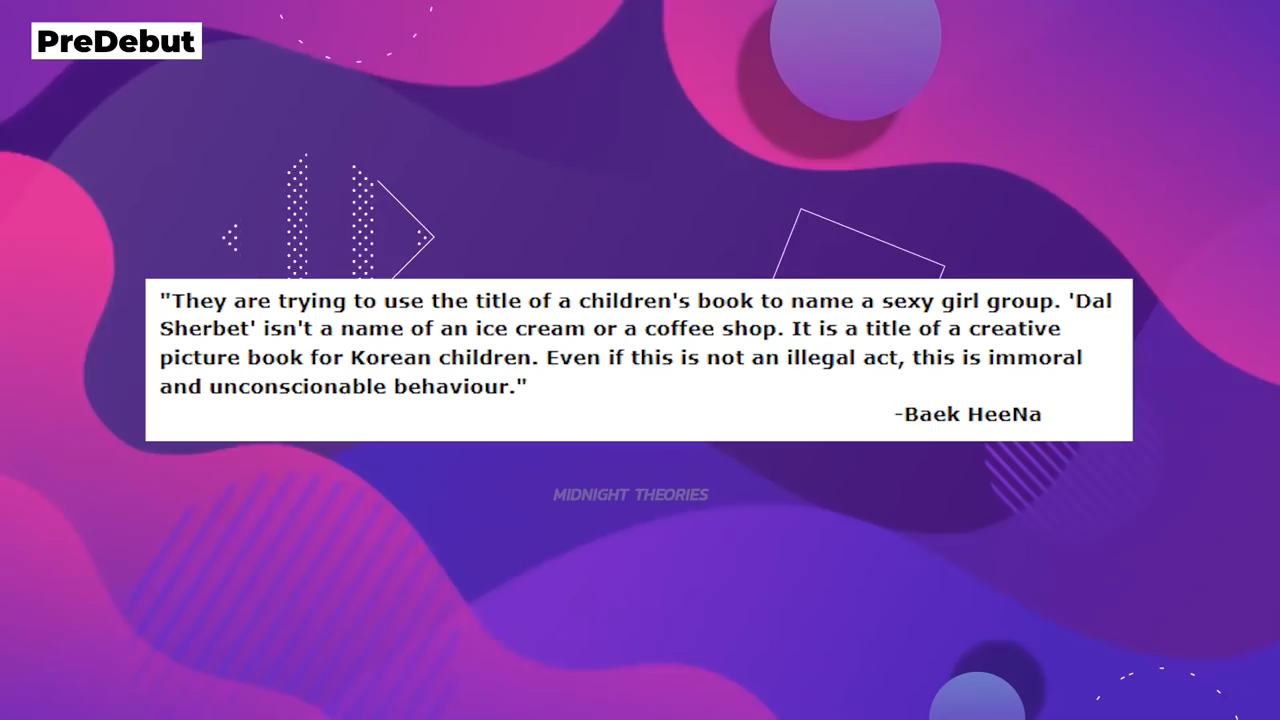 PreDebut
"They are trying to use the title of a children's book to name a sexy girl group. 'Dal
Sherbet' isn't a name of an ice cream or a coffee shop. It is a title of a creative
picture book for Korean children. Even if this is not an illegal act, this is immoral
and unconscionable behaviour."
-Baek HeeNa
MIDNIGHT THEORIES